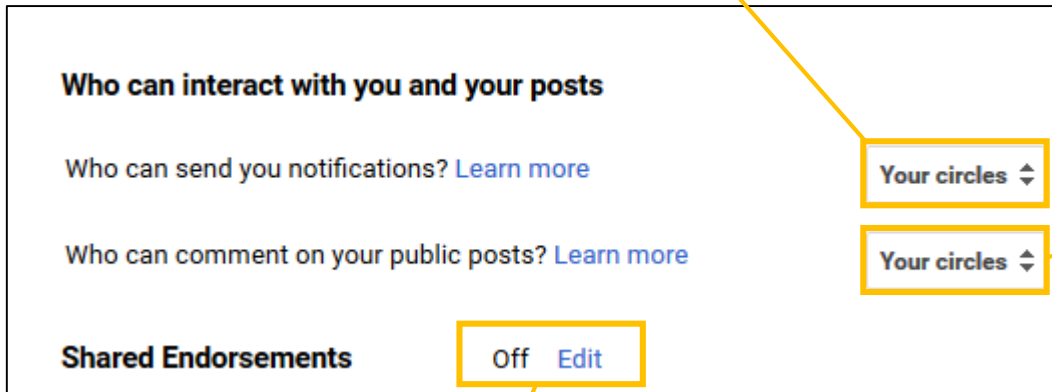 Who can interact with you and your posts
Who can send you notifications? Learn more Your circles
Who can comment on your public posts? Learn more Your circles
Shared Endorsements Off Edit